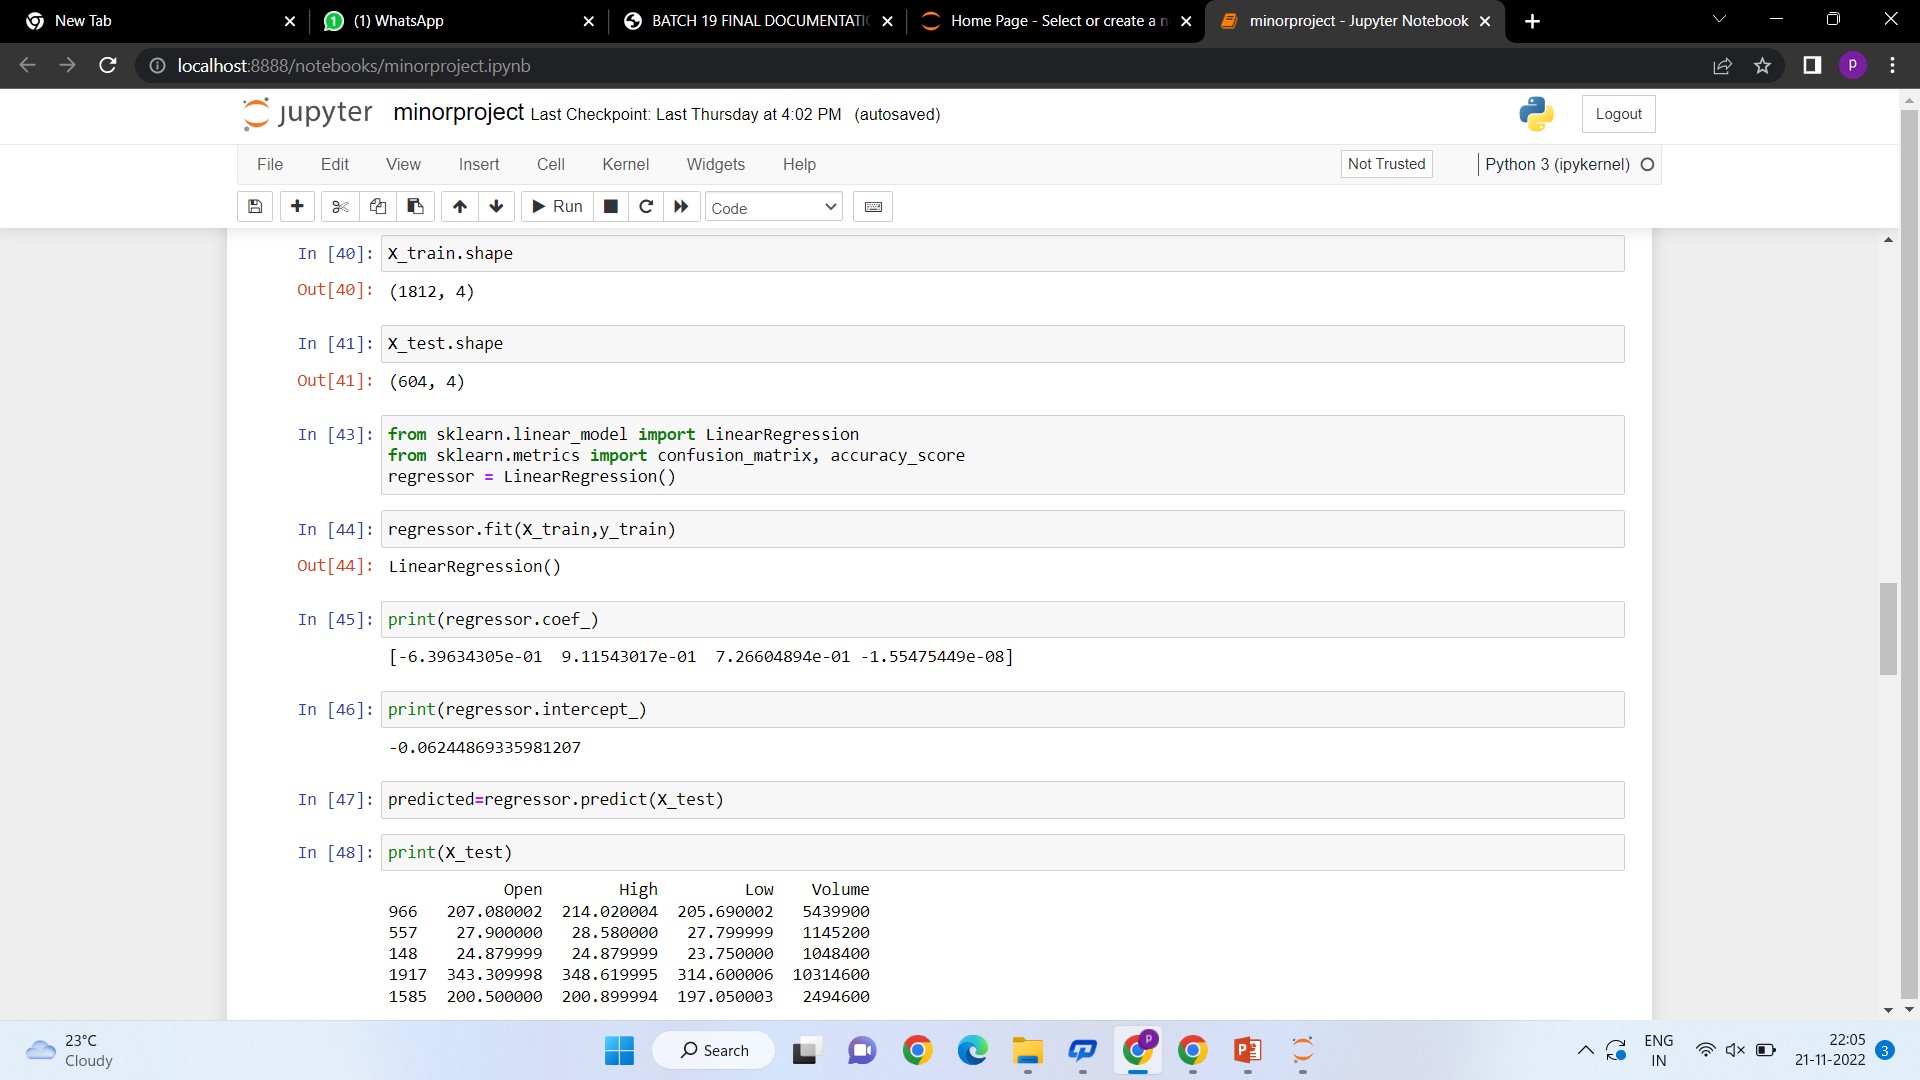 New Tab
(1) WhatsApp
BATCH 19 FINAL DOCUMENTATI
Home Page - Select or create a n
minorproject - Jupyter Notebook
localhost:8888/notebooks/minorproject.ipynb
P
jupyter minorproject Last Checkpoint: Last Thursday at 4:02 PM (autosaved)
Logout
File Edit View Insert Cell Kernel Widgets Help
Not Trusted
Python 3 (ipykernel)
Run
Code
In [40]: X_train.shape
Out[40]: (1812, 4)
In [41]: X_test.shape
Out[41]: (604, 4)
In [43]: from sklearn.linear_model import LinearRegression
from sklearn.metrics import confusion_matrix, accuracy_score
regressor = LinearRegression()
In [44]: regressor.fit(X_train,y_train)
Out[44]: LinearRegression()
In [45]: print(regressor.coef_)
[-6.39634305e-01 9.11543017e-01 7.26604894e-01 -1.55475449e-08]
In [46]: print(regressor.intercept_)
-0.06244869335981207
In [47]: predicted=regressor.predict(X_test)
In [48]: print(X_test)
Open High Low Volume
966 207.080002 214.020004 205.690002 5439900
557 27.900000 28.580000 27.799999 1145200
148 24.879999 24.879999 23.750000 1048400
1917 343.309998 348.619995 314.600006 10314600
1585 200.500000 200.899994 197.050003 2494600
23°C
Cloudy
Search
P
ENG
IN
22:05
21-11-2022
3